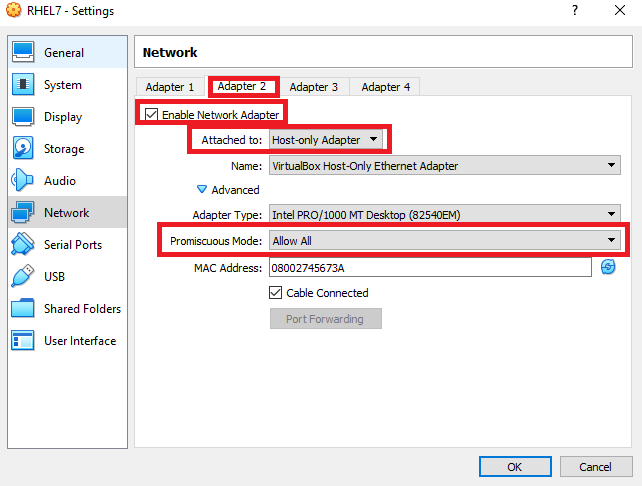 RHEL7 - Settings
?
General
System
Display
Storage
Audio
Network
Serial Ports
USB
Shared Folders
User Interface
Network
Adapter 1 Adapter 2 Adapter 3 Adapter 4
Enable Network Adapter
Attached to: Host-only Adapter
Name: VirtualBox Host-Only Ethernet Adapter
Advanced
Adapter Type: Intel PRO/1000 MT Desktop (82540EM)
Promiscuous Mode: Allow All
MAC Address: 08002745673A
Cable Connected
Port Forwarding
OK Cancel